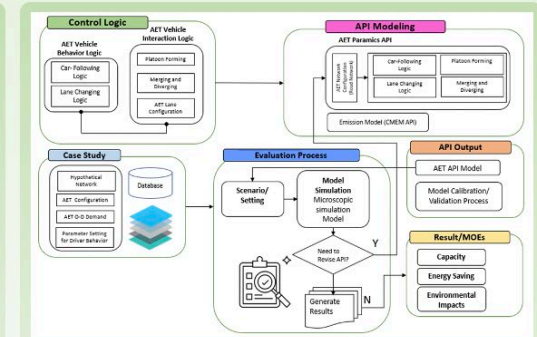 Control Logic
AET Vehicle
Behavior Logic
Car-Following
Logic
Lane Changing
Logic
AET Vehicle
Interaction Logic
Platoon Forming
Merging and
Diverging
AET Lane
Configuration
API Modeling
AET Paramics API
AET Network
Configuration
(Road Network)
Car-Following
Logic
Platoon Forming
Lane Changing
Logic
Merging and
Diverging
Emission Model (CMEM API)
Case Study
Hypothetical
Network
AET Configuration
AET O-D Demand
Parameter Setting
for Driver Behavior
Database
Evaluation Process
Scenario/
Setting
Model
Simulation
Microscopic
simulation
Model
Need to
Revise API?
Y
N
Generate
Results
API Output
AET API Model
Model Calibration/
Validation Process
Result/MOEs
Capacity
Energy Saving
Environmental
Impacts